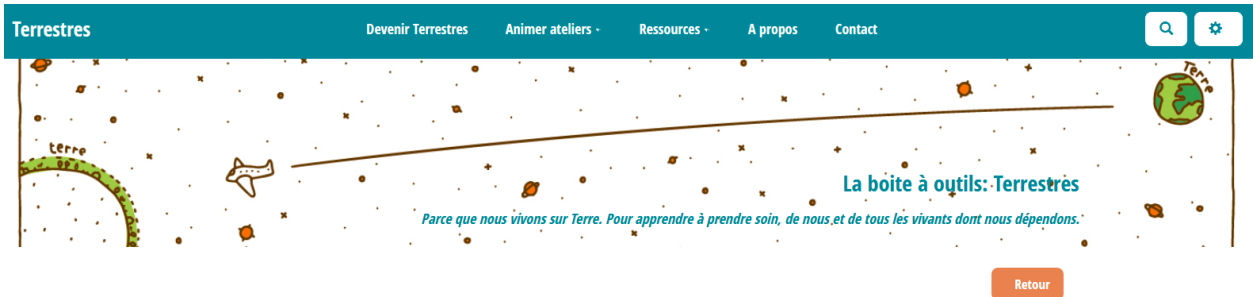 Terrestres
Devenir Terrestres
Animer ateliers
Ressources
A propos
Contact
Terre
terre
La boite à outils: Terrestres
Parce que nous vivons sur Terre. Pour apprendre à prendre soin, de nous et de tous les vivants dont nous dépendons.
Retour